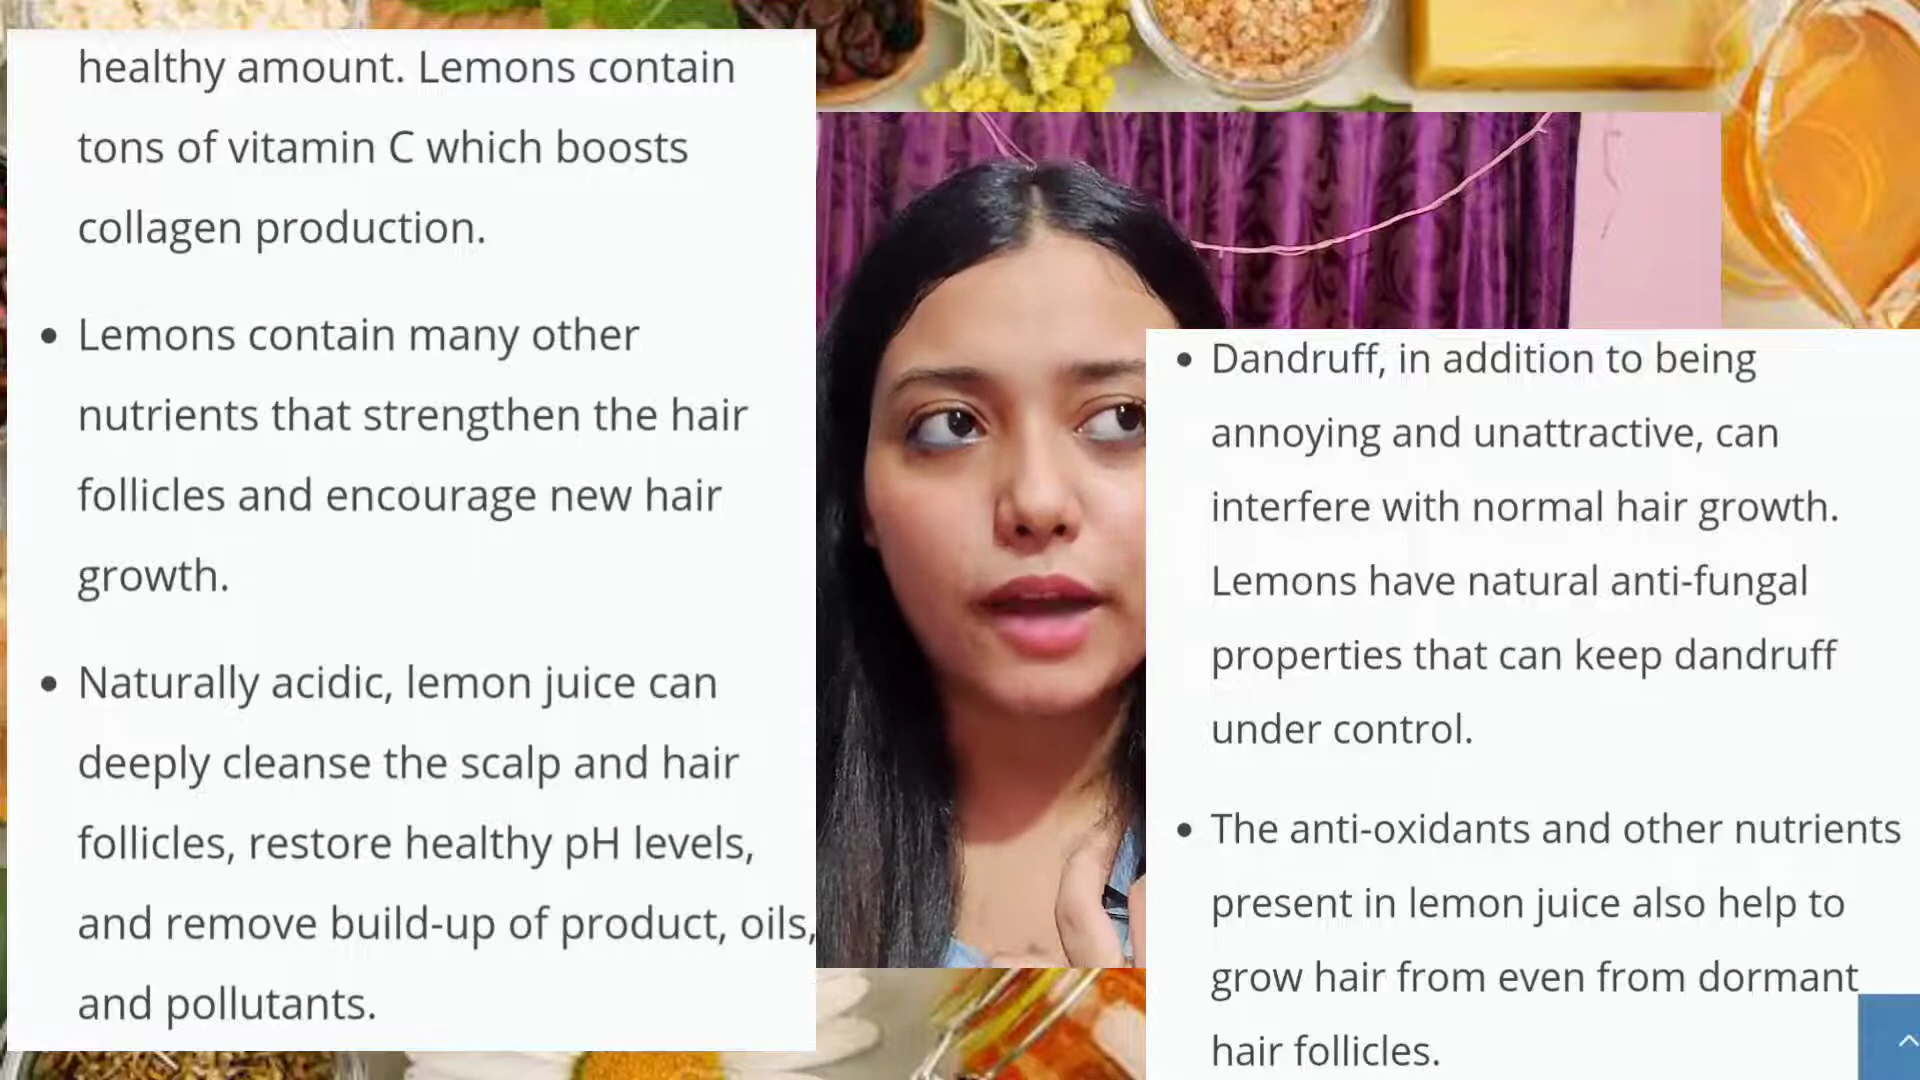 healthy amount. Lemons contain
tons of vitamin C which boosts
collagen production.
• Lemons contain many other
nutrients that strengthen the hair
follicles and encourage new hair
growth.
• Naturally acidic, lemon juice can
deeply cleanse the scalp and hair
follicles, restore healthy pH levels,
and remove build-up of product, oils,
and pollutants.
• Dandruff, in addition to being
annoying and unattractive, can
interfere with normal hair growth.
Lemons have natural anti-fungal
properties that can keep dandruff
under control.
• The anti-oxidants and other nutrients
present in lemon juice also help to
grow hair from even from dormant
hair follicles.